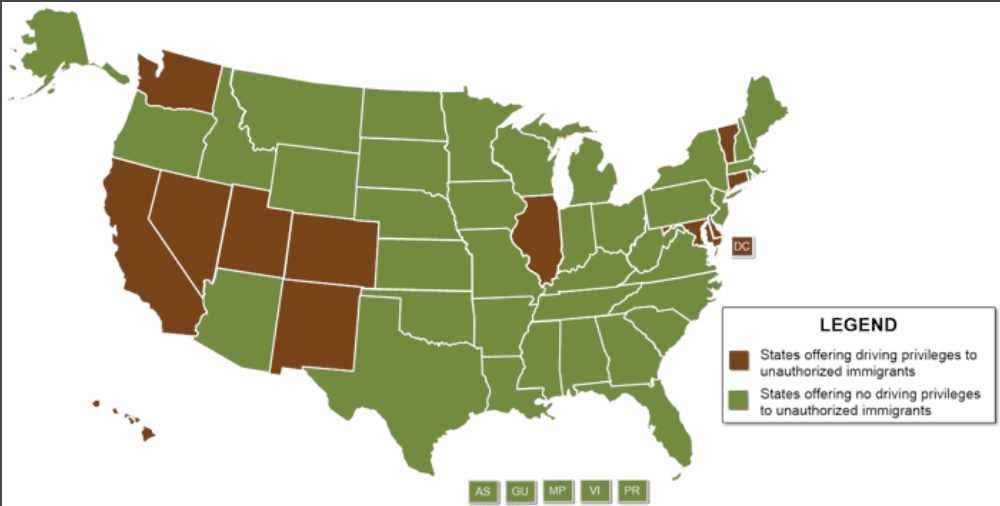 DC
LEGEND
States offering driving privileges to
unauthorized immigrants
States offering no driving privileges
to unauthorized immigrants
AS GU MP VI PR